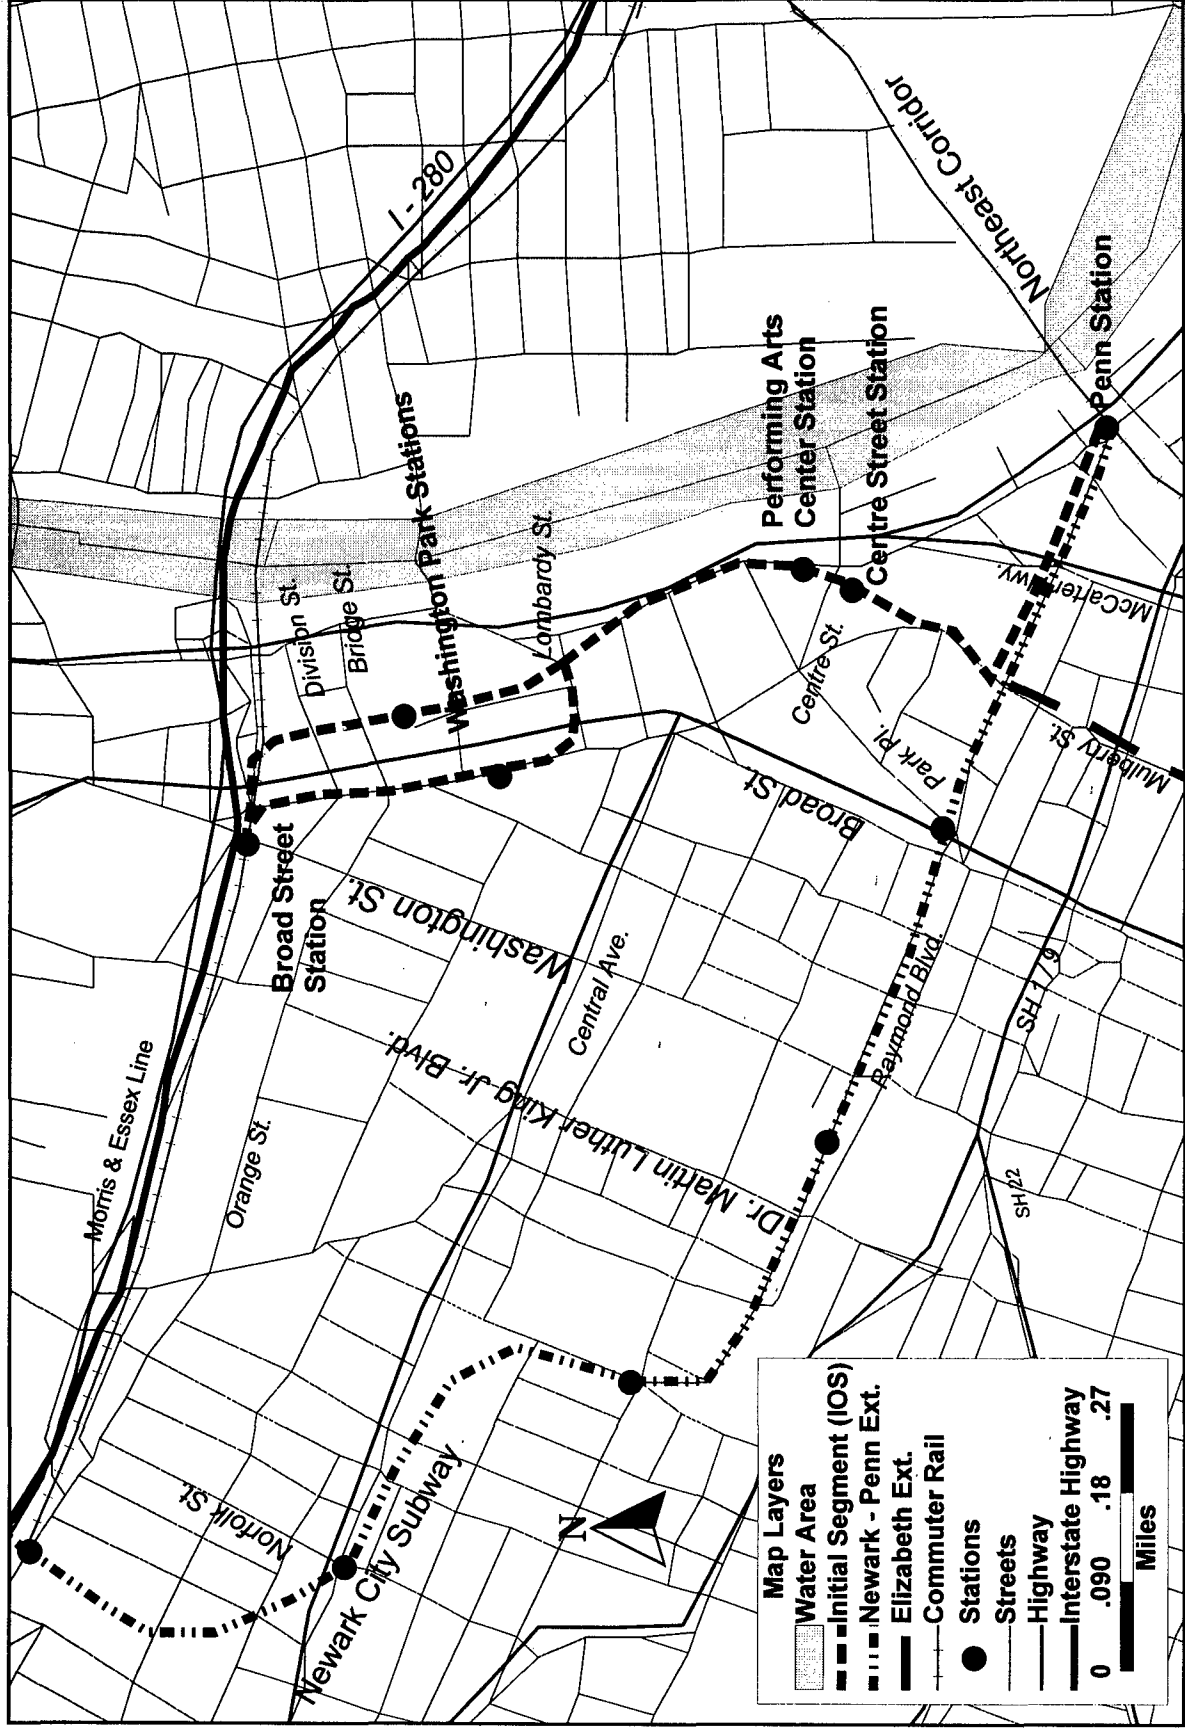 I - 280
Northeast Corridor
Morris & Essex Line
Orange St.
Norfolk St.
Newark City Subway
Broad Street
Station
Washington St.
Dr. Martin Luther King Jr. Blvd.
Central Ave.
Division St.
Bridge St.
Washington Park Stations
Lombardy St.
Performing Arts
Center Station
Centre Street Station
Centre St.
Park Pl.
Broad St.
Raymond Blvd.
Mulberry St.
McCarter Hwy.
Penn Station
SH - 9
SH 22
N
Map Layers
Water Area
Initial Segment (IOS)
Newark - Penn Ext.
Elizabeth Ext.
Commuter Rail
Stations
Streets
Highway
Interstate Highway
0 .090 .18 .27
Miles